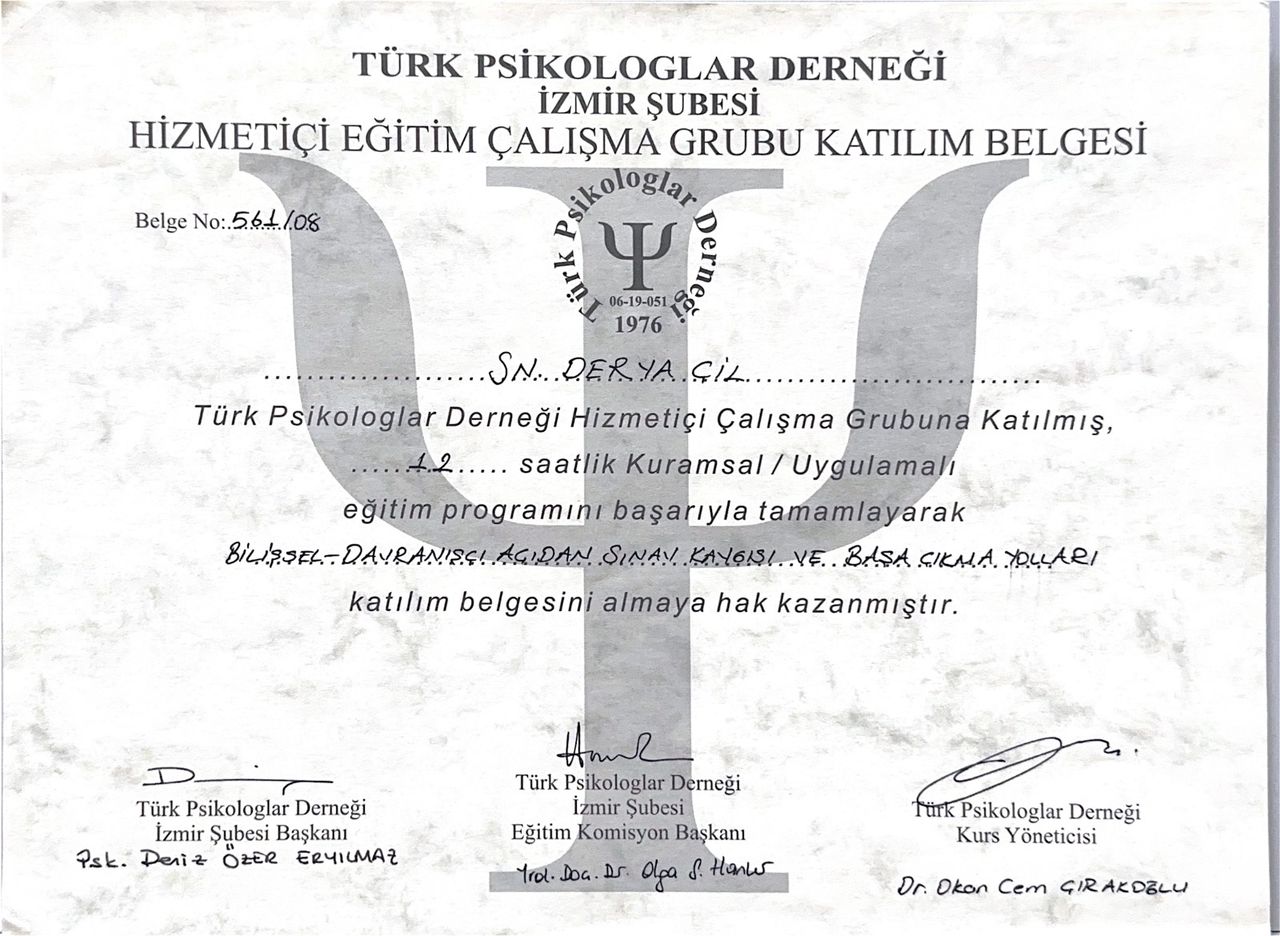 TÜRK PSİKOLOGLAR DERNEĞİ
İZMİR ŞUBESİ
HİZMETİÇİ EĞİTİM ÇALIŞMA GRUBU KATILIM BELGESİ
Belge No:..561/08
Türk Psikologlar Derneği
06-19-051
1976
SN. DERYA ÇİL
Türk Psikologlar Derneği Hizmetiçi Çalışma Grubuna Katılmış,
......12..... saatlik Kuramsal / Uygulamalı
eğitim programını başarıyla tamamlayarak
BİLİŞSEL-DAVRANIŞÇI AÇIDAN SINAV KAYGISI VE BAŞA ÇIKMA YOLLARI
katılım belgesini almaya hak kazanmıştır.
Türk Psikologlar Derneği
İzmir Şubesi Başkanı
Psk. Deniz ÖZER ERYILMAZ
Türk Psikologlar Derneği
İzmir Şubesi
Eğitim Komisyon Başkanı
Yrd. Doç. Dr. Olga S. Hünler
Türk Psikologlar Derneği
Kurs Yöneticisi
Dr. Okan Cem ÇIRAKOĞLU